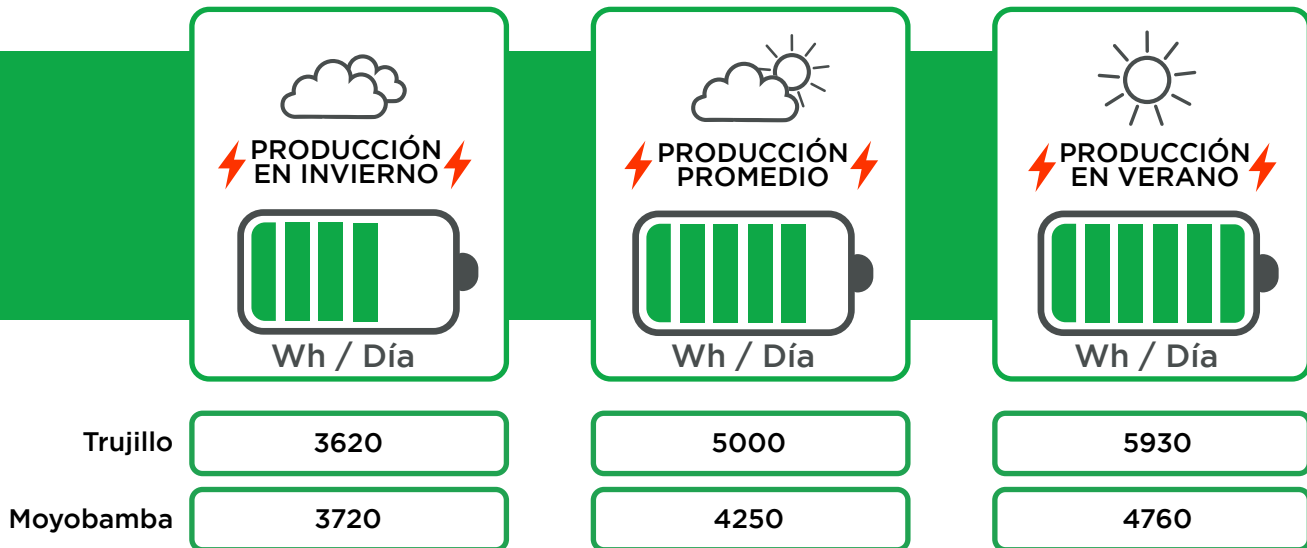 PRODUCCIÓN
EN INVIERNO
Wh / Día
PRODUCCIÓN
PROMEDIO
Wh / Día
PRODUCCIÓN
EN VERANO
Wh / Día
Trujillo 3620 5000 5930
Moyobamba 3720 4250 4760